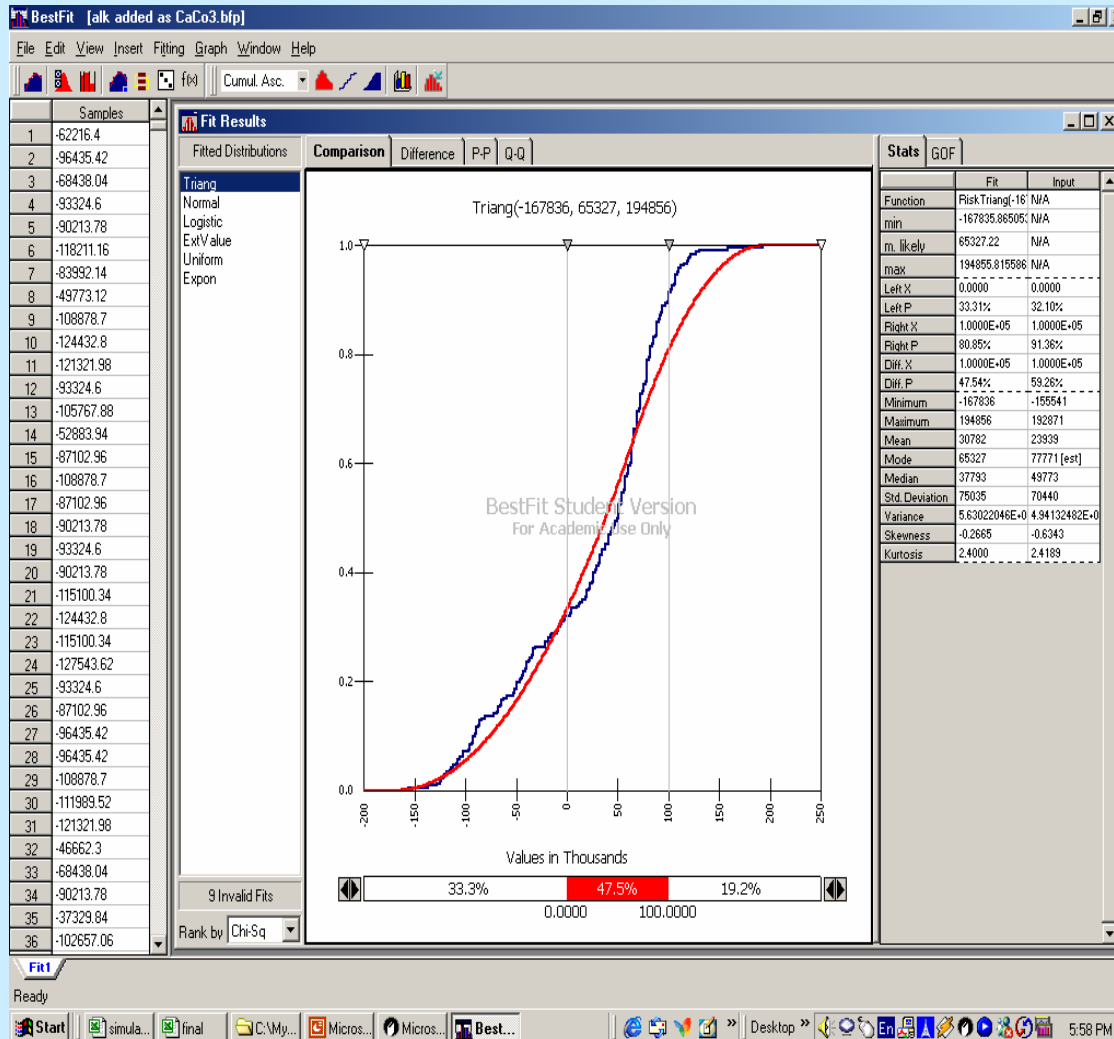 BestFit [alk added as CaCo3.bfp]
File Edit View Insert Fitting Graph Window Help
f(x) Cumul. Asc.
Samples
1 -62216.4
2 -96435.42
3 -68438.04
4 -93324.6
5 -90213.78
6 -118211.16
7 -83992.14
8 -49773.12
9 -108878.7
10 -124432.8
11 -121321.98
12 -93324.6
13 -105767.88
14 -52883.94
15 -87102.96
16 -108878.7
17 -87102.96
18 -90213.78
19 -93324.6
20 -90213.78
21 -115100.34
22 -124432.8
23 -115100.34
24 -127543.62
25 -93324.6
26 -87102.96
27 -96435.42
28 -96435.42
29 -108878.7
30 -111989.52
31 -121321.98
32 -46662.3
33 -68438.04
34 -90213.78
35 -37329.84
36 -102657.06
Fit Results
Fitted Distributions
Triang
Normal
Logistic
ExtValue
Uniform
Expon
9 Invalid Fits
Rank by Chi-Sq
Comparison Difference P-P Q-Q
Triang(-167836, 65327, 194856)
1.0
0.8
0.6
0.4
0.2
0.0
BestFit Student Version
For Academic Use Only
-200 -150 -100 -50 0 50 100 150 200 250
Values in Thousands
33.3% 47.5% 19.2%
0.0000 100.0000
Stats GOF
Fit Input
Function RiskTriang(-16 N/A
min -167835.86505 N/A
m. likely 65327.22 N/A
max 194855.815586 N/A
Left X 0.0000 0.0000
Left P 33.31% 32.10%
Right X 1.0000E+05 1.0000E+05
Right P 80.85% 91.36%
Diff. X 1.0000E+05 1.0000E+05
Diff. P 47.54% 59.26%
Minimum -167836 -155541
Maximum 194856 192871
Mean 30782 23939
Mode 65327 77771 [est]
Median 37793 49773
Std. Deviation 75035 70440
Variance 5.63022046E+0 4.94132482E+0
Skewness -0.2665 -0.6343
Kurtosis 2.4000 2.4189
Fit1
Ready
Start simula... final C:\My... Micros... Micros... Best... » Desktop » En 5:58 PM